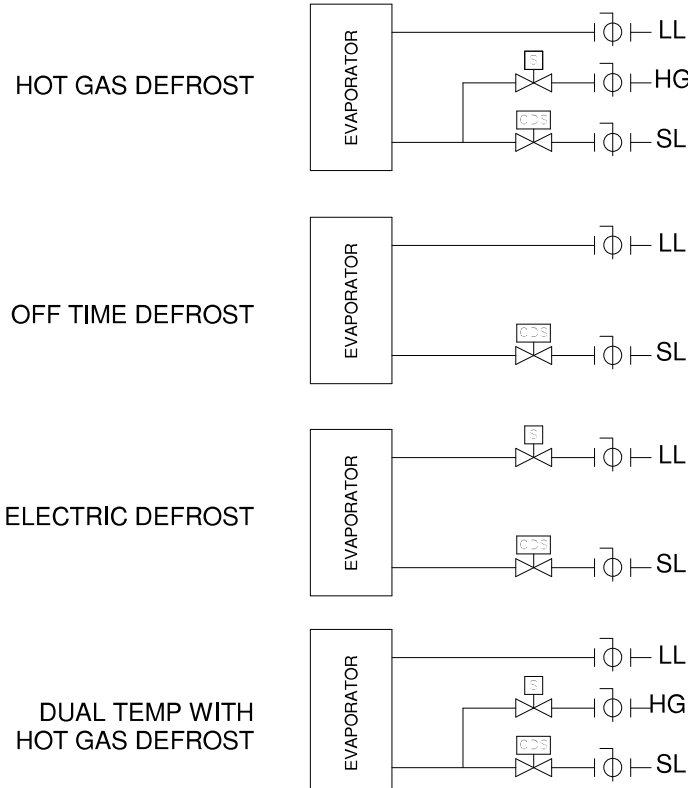 HOT GAS DEFROST
EVAPORATOR
LL
S
HG
CDS
SL
OFF TIME DEFROST
EVAPORATOR
LL
CDS
SL
ELECTRIC DEFROST
EVAPORATOR
S
LL
CDS
SL
DUAL TEMP WITH
HOT GAS DEFROST
EVAPORATOR
LL
S
HG
CDS
SL